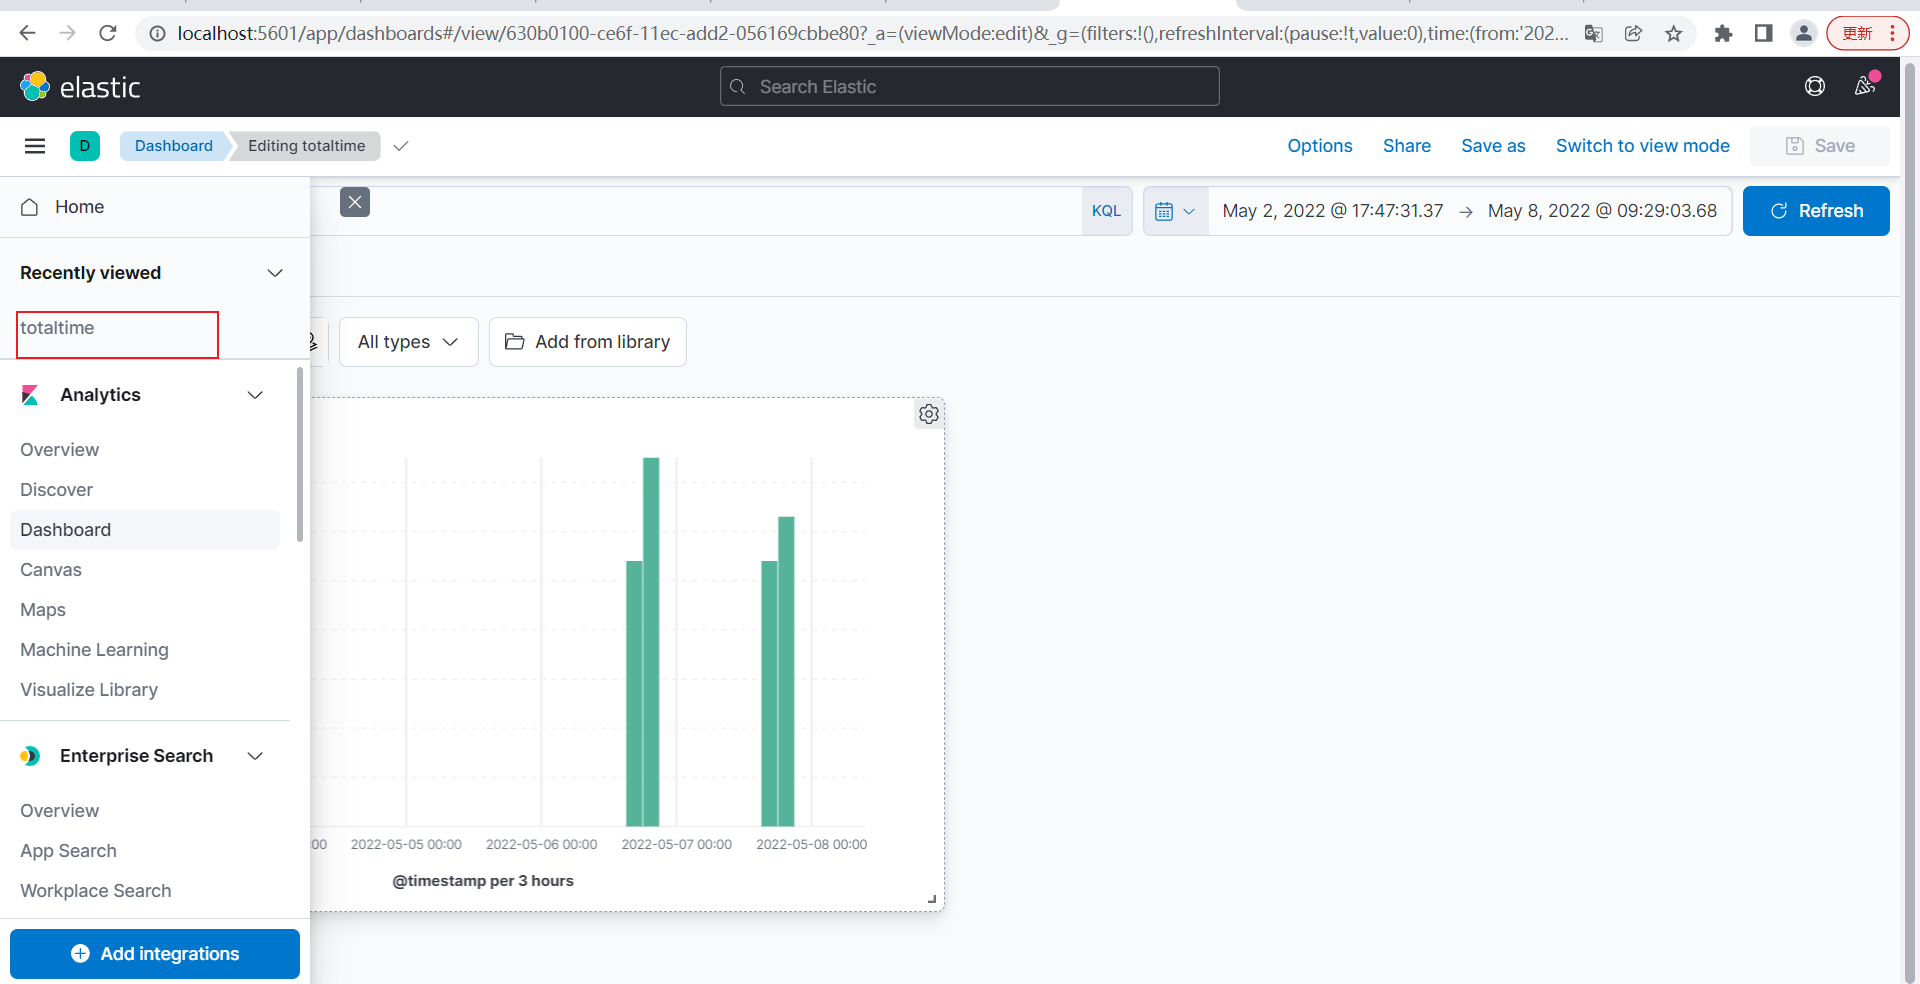 localhost:5601/app/dashboards#/view/630b0100-ce6f-11ec-add2-056169cbbe80?_a=(viewMode:edit)&_g=(filters:!(),refreshInterval:(pause:!t,value:0),time:(from:'202...
更新
elastic
Search Elastic
D
Dashboard
Editing totaltime
Options
Share
Save as
Switch to view mode
Save
Home
KQL
May 2, 2022 @ 17:47:31.37 → May 8, 2022 @ 09:29:03.68
Refresh
Recently viewed
totaltime
All types
Add from library
Analytics
Overview
Discover
Dashboard
Canvas
Maps
Machine Learning
Visualize Library
Enterprise Search
Overview
App Search
Workplace Search
:00
2022-05-05 00:00
2022-05-06 00:00
2022-05-07 00:00
2022-05-08 00:00
@timestamp per 3 hours
Add integrations